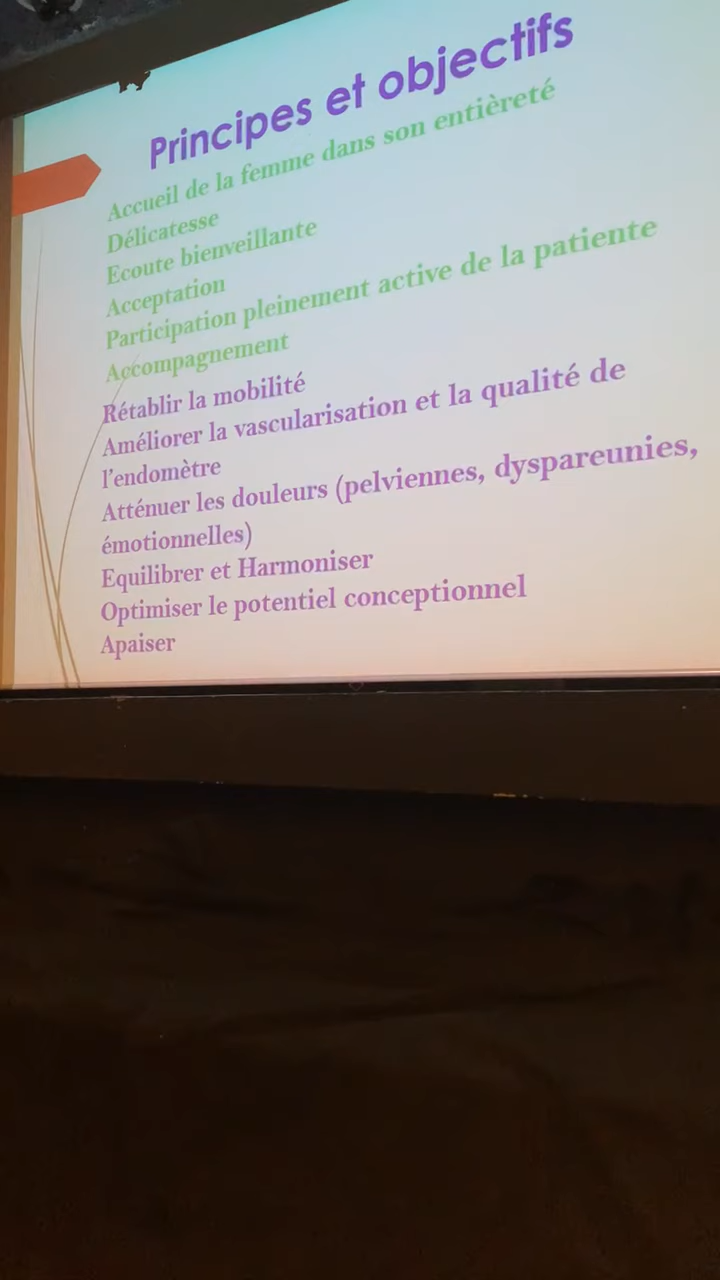 Principes et objectifs
Accueil de la femme dans son entièreté
Délicatesse
Ecoute bienveillante
Acceptation
Participation pleinement active de la patiente
Accompagnement
Rétablir la mobilité
Améliorer la vascularisation et la qualité de
l'endomètre
Atténuer les douleurs (pelviennes, dyspareunies,
émotionnelles)
Equilibrer et Harmoniser
Optimiser le potentiel conceptionnel
Apaiser